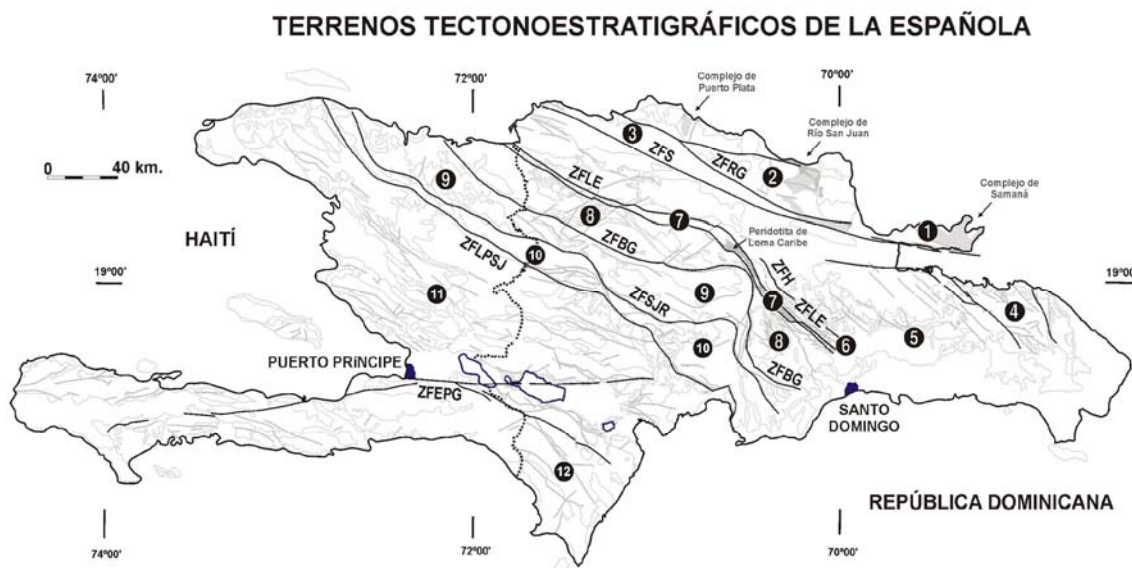 TERRENOS TECTONOESTRATIGRÁFICOS DE LA ESPAÑOLA
74º00'
72º00'
70º00'
Complejo de
Puerto Plata
Complejo de
Río San Juan
Complejo de
Samaná
0 40 km.
3
ZFS
ZFRG
2
9
ZFLE
8
7
1
Peridotita de
Loma Caribe
HAITÍ
ZFLPSJ
10
ZFBG
ZFH
19º00'
19º00'
11
ZFSJR
9
7
ZFLE
4
10
8
6
5
PUERTO PRÍNCIPE
ZFBG
ZFEPG
SANTO
DOMINGO
12
REPÚBLICA DOMINICANA
74º00'
72º00'
70º00'